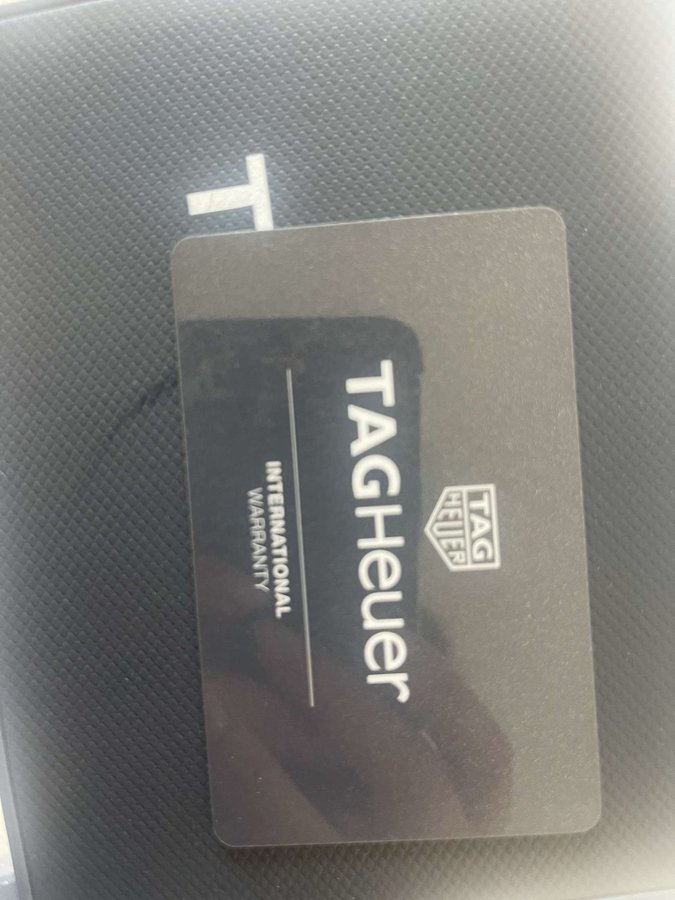 T
TAG
HEUER
TAGHeuer
INTERNATIONAL
WARRANTY